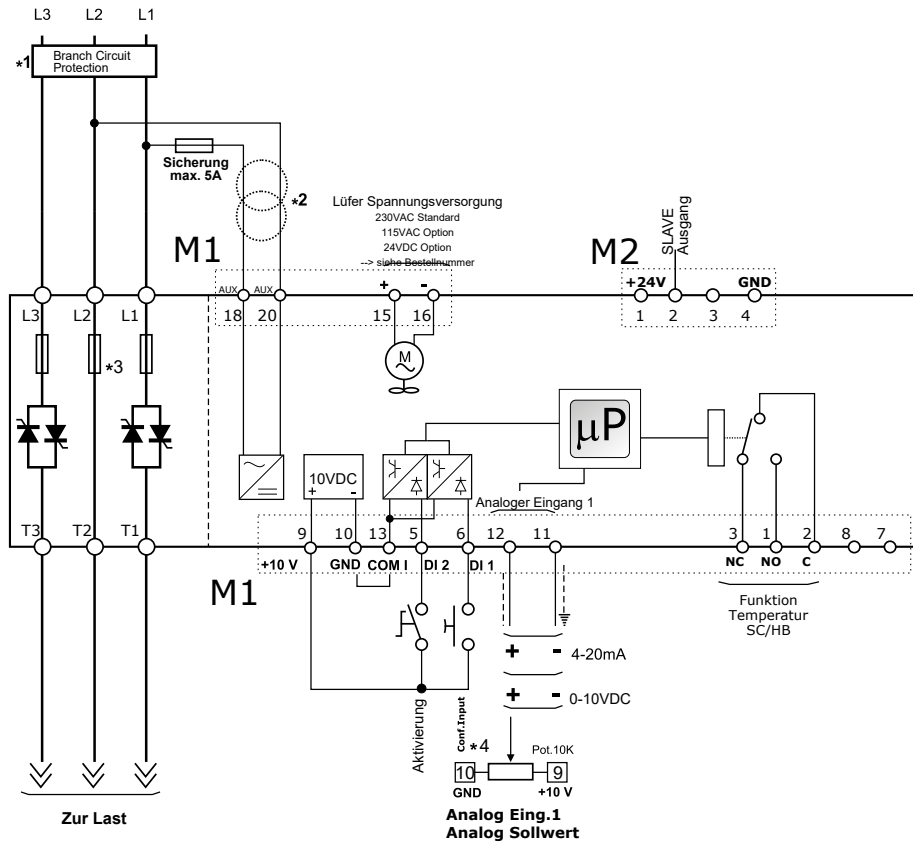 L3 L2 L1
*1
Branch Circuit
Protection
Sicherung
max. 5A
*2
Lüfer Spannungsversorgung
230VAC Standard
115VAC Option
24VDC Option
--> siehe Bestellnummer
SLAVE
Ausgang
M1
M2
AUX AUX + -
+24V GND
L3 L2 L1
18 20 15 16
1 2 3 4
*3
M
~
µP
10VDC
+ -
Analoger Eingang 1
T3 T2 T1
9 10 13 5 6 12 11 3 1 2 8 7
+10 V GND COM I DI 2 DI 1
NC NO C
M1
Funktion
Temperatur
SC/HB
+ - 4-20mA
+ - 0-10VDC
Aktivierung
Conf.Input
*4
Pot.10K
10 9
GND +10 V
Zur Last
Analog Eing.1
Analog Sollwert